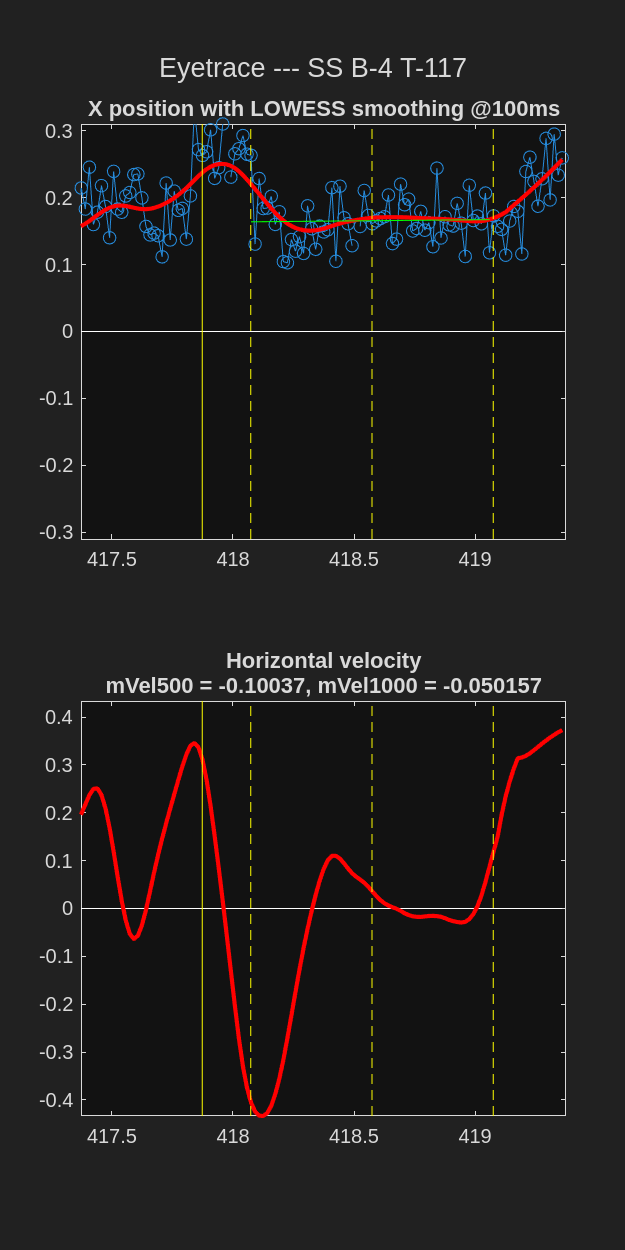 Eyetrace --- SS B-4 T-117
X position with LOWESS smoothing @100ms
0.3
0.2
0.1
0
-0.1
-0.2
-0.3
417.5 418 418.5 419
Horizontal velocity
mVel500 = -0.10037, mVel1000 = -0.050157
0.4
0.3
0.2
0.1
0
-0.1
-0.2
-0.3
-0.4
417.5 418 418.5 419